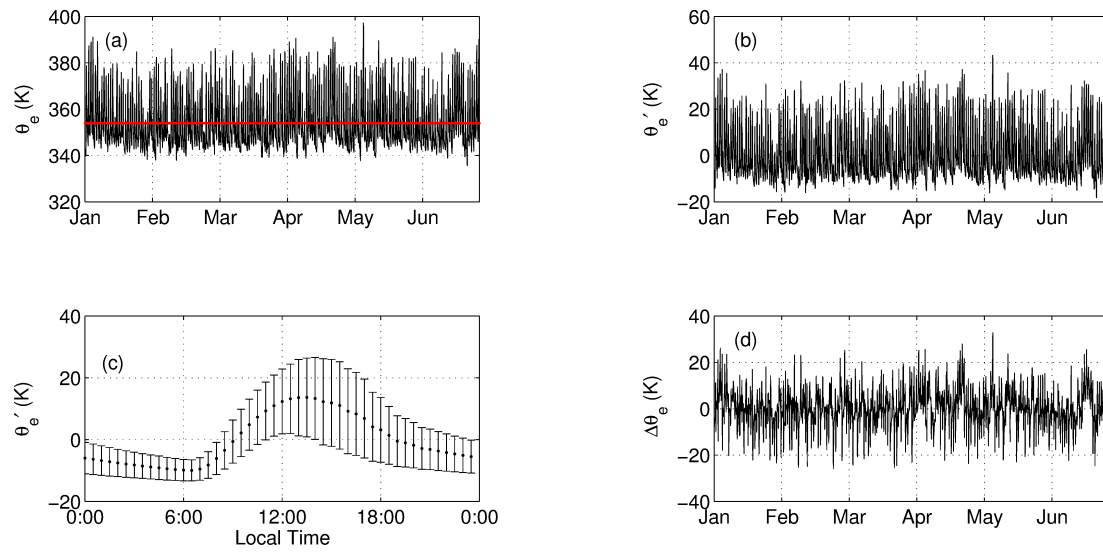 400
380
360
340
320
θe (K)
(a)
Jan Feb Mar Apr May Jun
60
40
20
0
−20
θe′ (K)
(b)
Jan Feb Mar Apr May Jun
40
20
0
−20
θe′ (K)
(c)
0:00 6:00 12:00 18:00 0:00
Local Time
40
20
0
−20
−40
Δθe (K)
(d)
Jan Feb Mar Apr May Jun